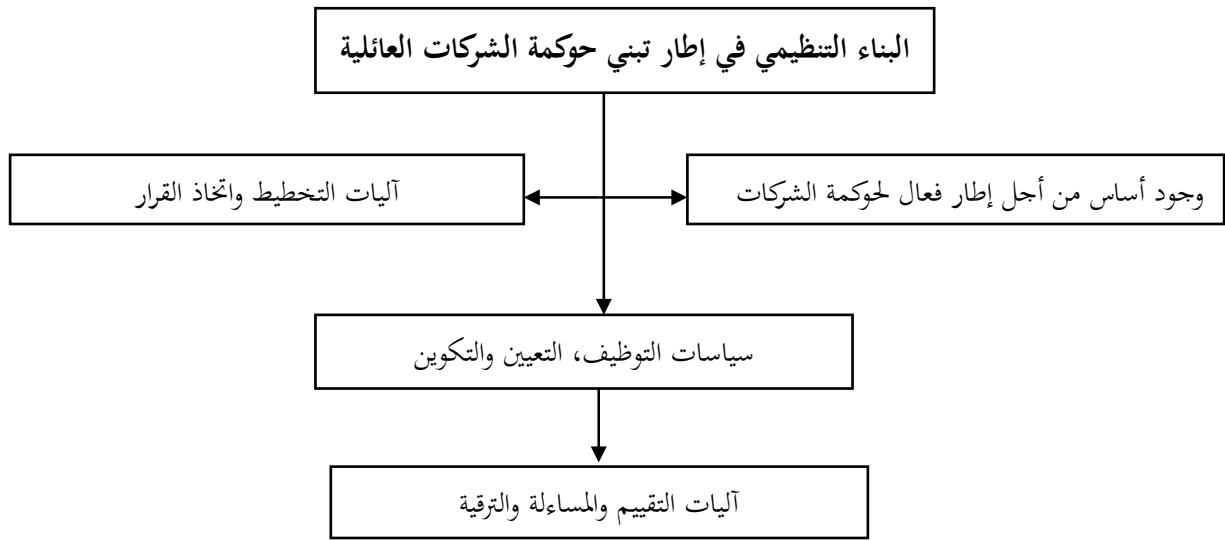 البناء التنظيمي في إطار تبني حوكمة الشركات العائلية
وجود أساس من أجل إطار فعال لحوكمة الشركات
آليات التخطيط واتخاذ القرار
سياسات التوظيف، التعيين والتكوين
آليات التقييم والمساءلة والترقية